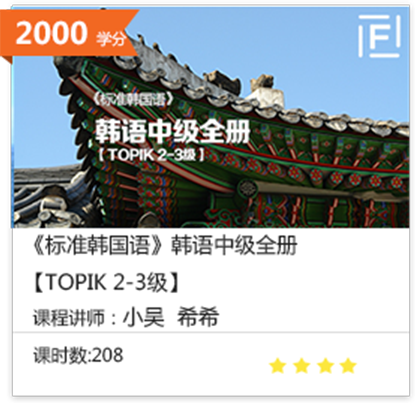 2000 学分
《标准韩国语》
韩语中级全册
【TOPIK 2-3级】
《标准韩国语》韩语中级全册
【TOPIK 2-3级】
课程讲师：小吴 希希
课时数:208